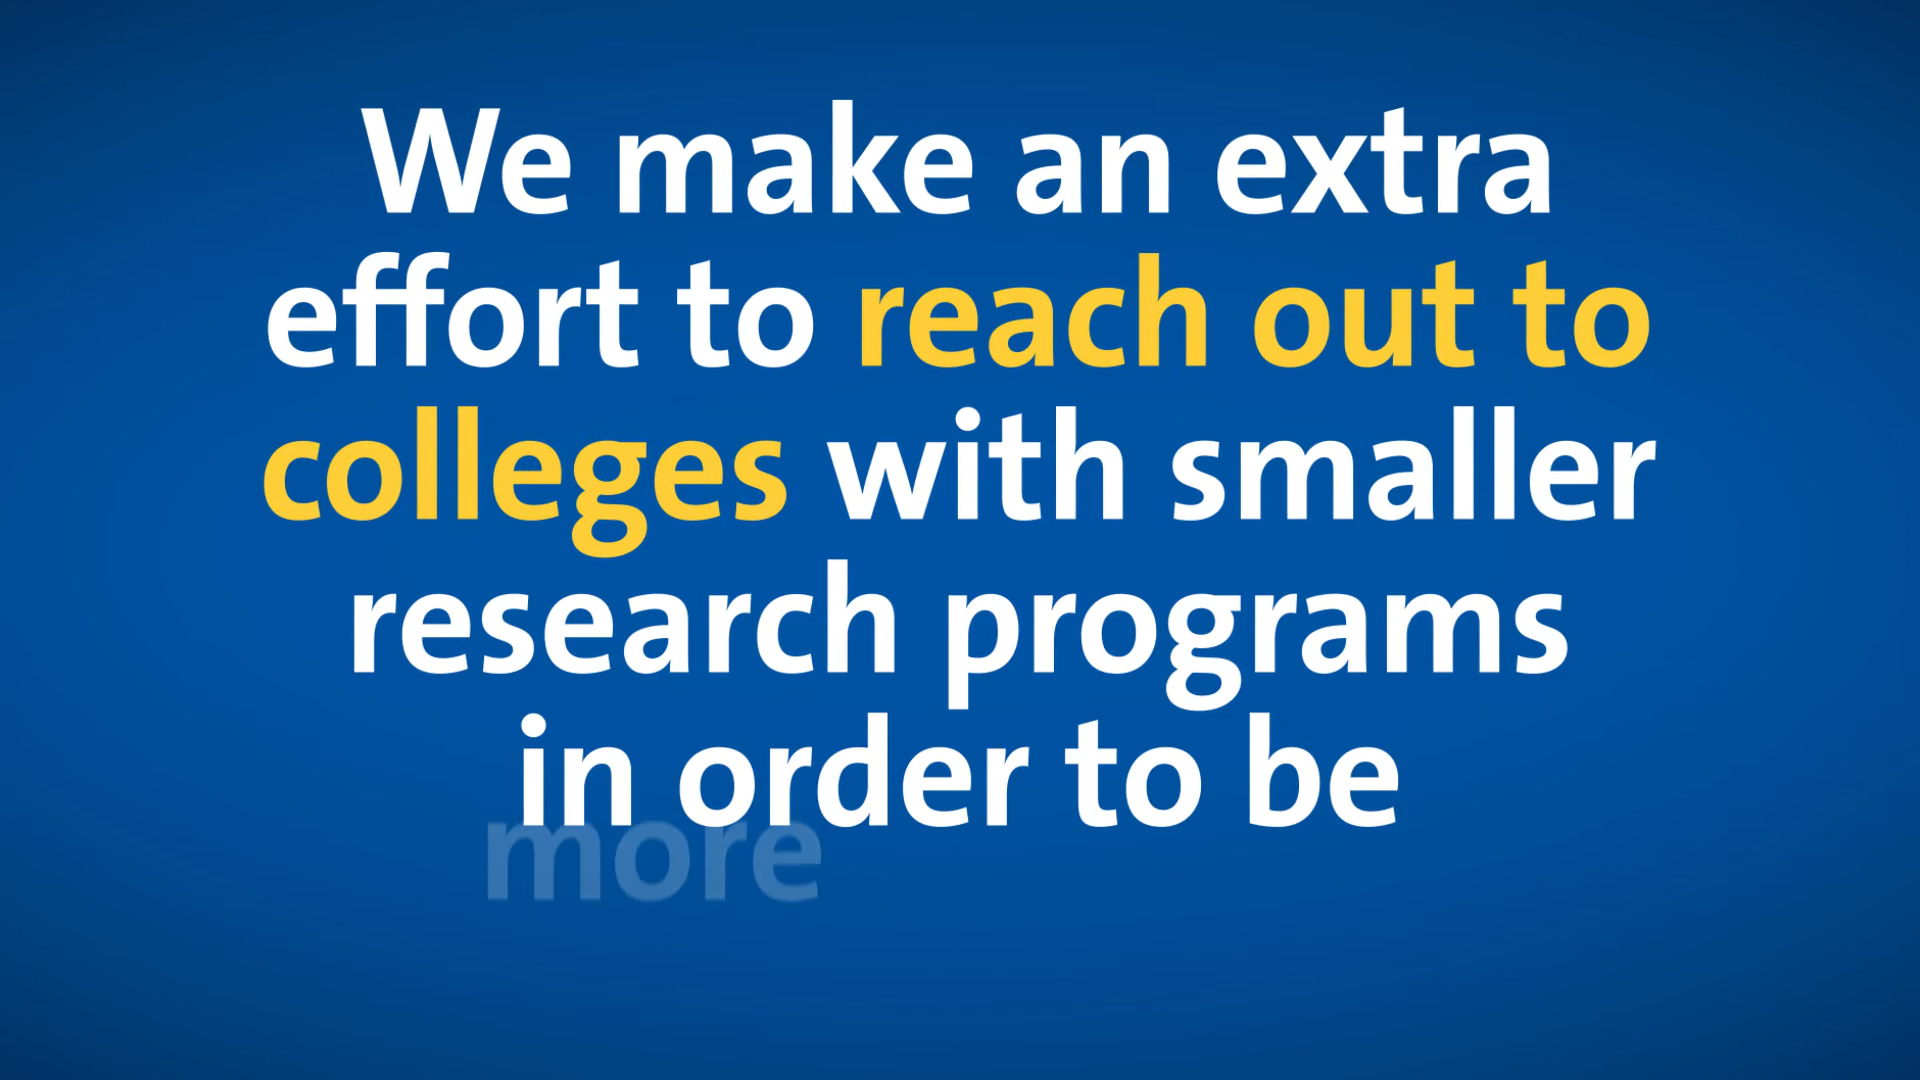 We make an extra
effort to reach out to
colleges with smaller
research programs
in order to be
more